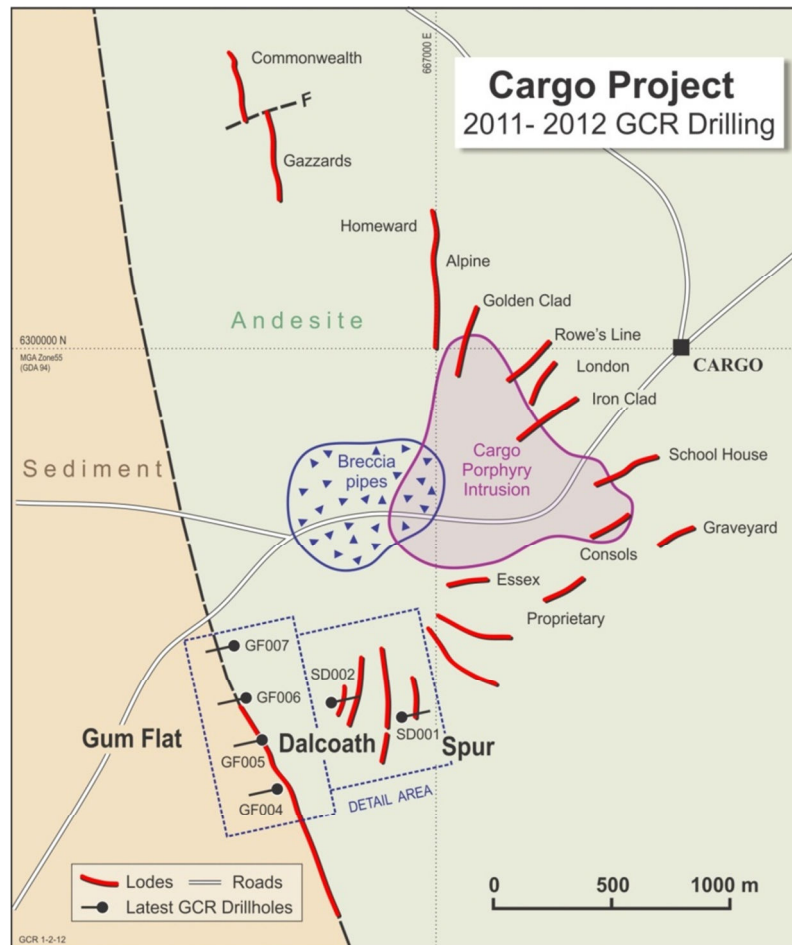 Cargo Project
2011- 2012 GCR Drilling
667000 E
Commonwealth
F
Gazzards
Homeward
Alpine
Golden Clad
Andesite
Rowe's Line
6300000 N
MGA Zone55
(GDA 94)
London
CARGO
Iron Clad
Sediment
Breccia
pipes
Cargo
Porphyry
Intrusion
School House
Graveyard
Consols
Essex
Proprietary
GF007
SD002
GF006
Gum Flat
Dalcoath
SD001
Spur
GF005
GF004
DETAIL AREA
Lodes
Roads
Latest GCR Drillholes
0
500
1000 m
GCR 1-2-12